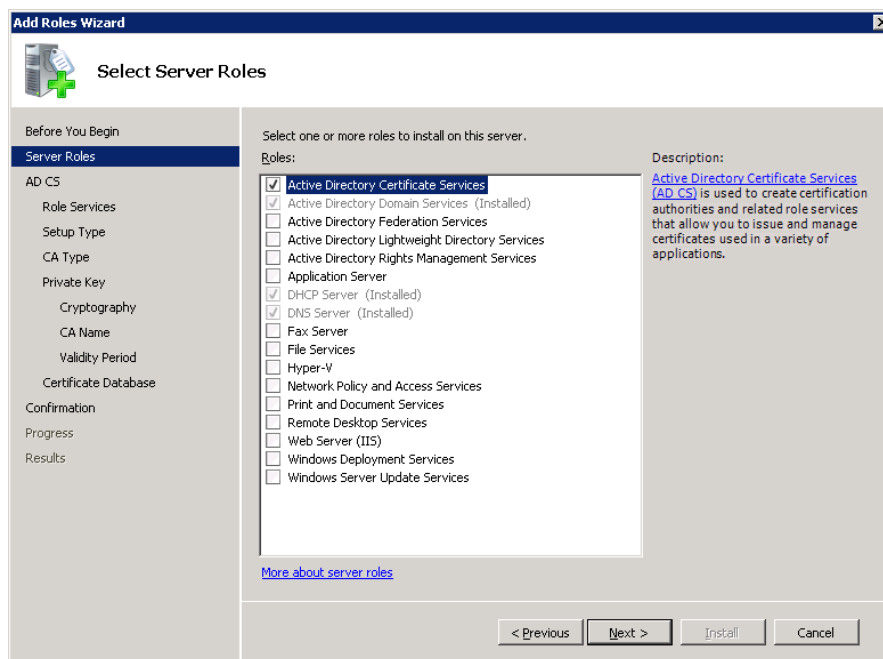 Add Roles Wizard
Select Server Roles
Before You Begin
Server Roles
AD CS
Role Services
Setup Type
CA Type
Private Key
Cryptography
CA Name
Validity Period
Certificate Database
Confirmation
Progress
Results
Select one or more roles to install on this server.
Roles:
Active Directory Certificate Services
Active Directory Domain Services (Installed)
Active Directory Federation Services
Active Directory Lightweight Directory Services
Active Directory Rights Management Services
Application Server
DHCP Server (Installed)
DNS Server (Installed)
Fax Server
File Services
Hyper-V
Network Policy and Access Services
Print and Document Services
Remote Desktop Services
Web Server (IIS)
Windows Deployment Services
Windows Server Update Services
More about server roles
Description:
Active Directory Certificate Services
(AD CS) is used to create certification
authorities and related role services
that allow you to issue and manage
certificates used in a variety of
applications.
< Previous
Next >
Install
Cancel